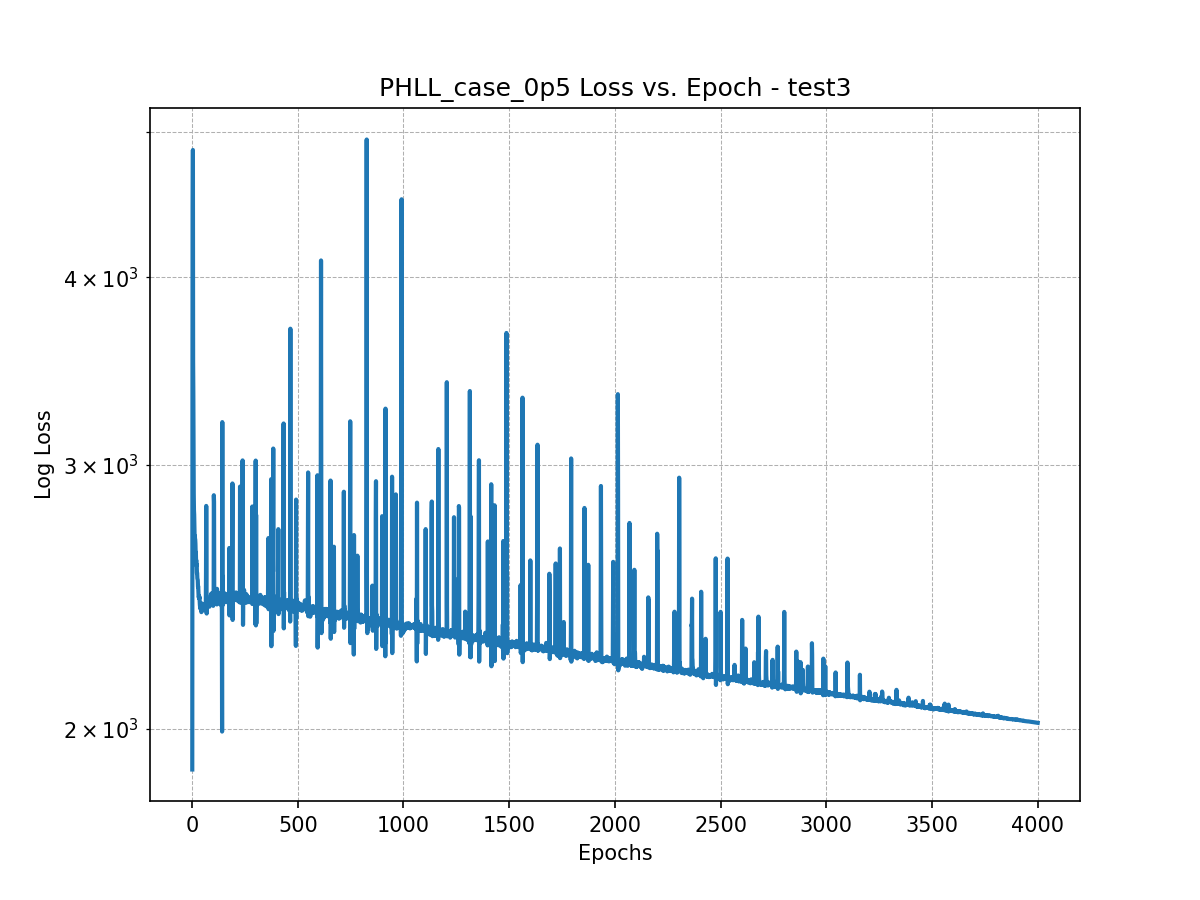 PHLL_case_0p5 Loss vs. Epoch - test3
Log Loss
4 × 10³
3 × 10³
2 × 10³
0 500 1000 1500 2000 2500 3000 3500 4000
Epochs